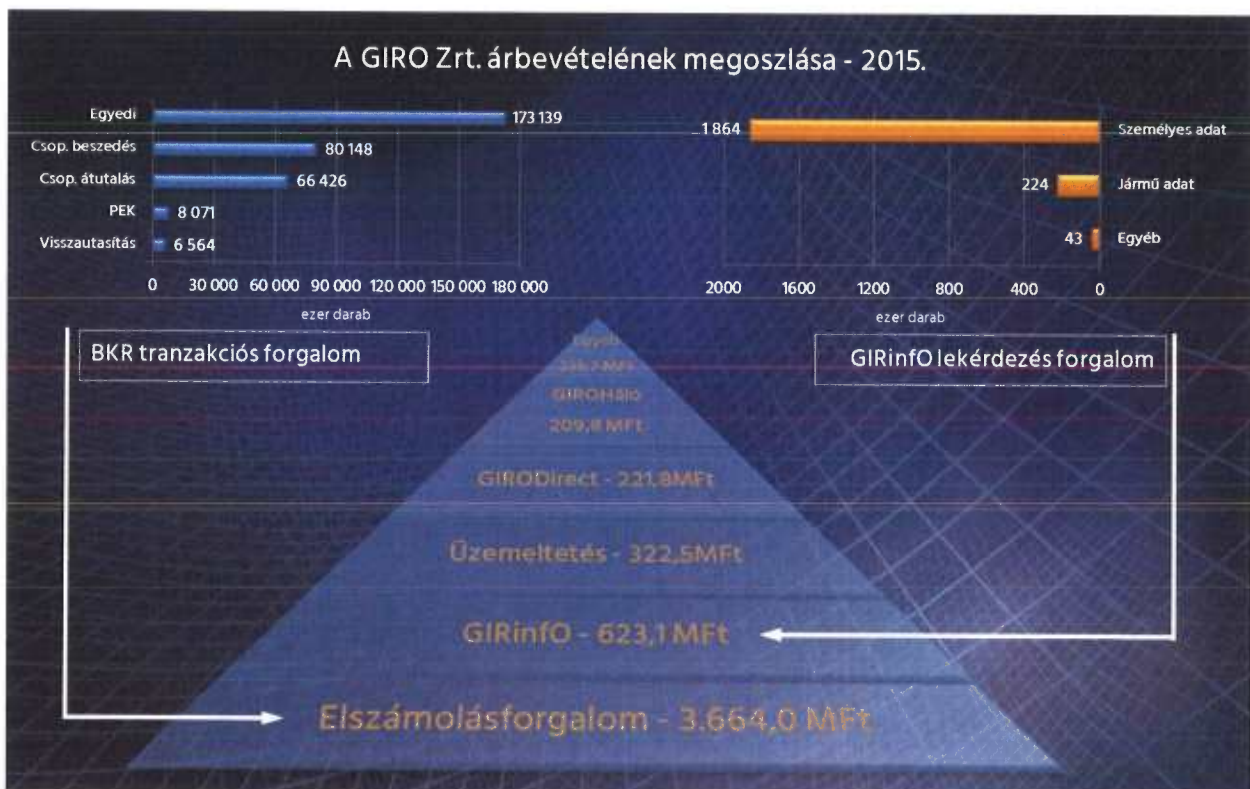 A GIRO Zrt. árbevételének megoszlása - 2015.
Egyedi 173 139
Csop. beszedés 80 148
Csop. átutalás 66 426
PEK 8 071
Visszautasítás 6 564
0 30 000 60 000 90 000 120 000 150 000 180 000
ezer darab
BKR tranzakciós forgalom
1 864 Személyes adat
224 Jármű adat
43 Egyéb
2000 1600 1200 800 400 0
ezer darab
GIRinfO lekérdezés forgalom
Egyéb
MFt
GIROHáló
209,8 MFt
GIRODirect - 221,8MFt
Üzemeltetés - 322,5MFt
GIRinfO - 623,1 MFt
Elszámolásforgalom - 3.664,0 MFt